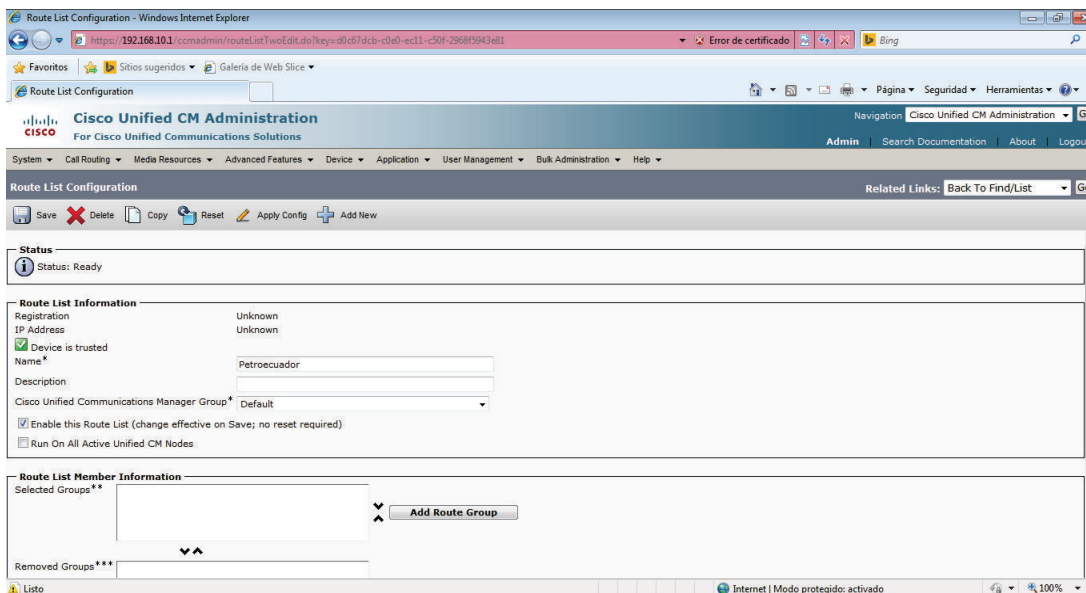 Route List Configuration - Windows Internet Explorer
https://192.168.10.1/ccmadmin/routeListTwoEdit.do?key=d0c67dcb-c0e0-ec11-c50f-2968f5943e81 Error de certificado Bing
Favoritos Sitios sugeridos Galería de Web Slice
Route List Configuration Página Seguridad Herramientas
CISCO Cisco Unified CM Administration Navigation Cisco Unified CM Administration G
For Cisco Unified Communications Solutions Admin | Search Documentation | About | Logou
System Call Routing Media Resources Advanced Features Device Application User Management Bulk Administration Help
Route List Configuration Related Links: Back To Find/List G
Save Delete Copy Reset Apply Config Add New
Status
Status: Ready
Route List Information
Registration Unknown
IP Address Unknown
Device is trusted
Name* Petroecuador
Description
Cisco Unified Communications Manager Group* Default
Enable this Route List (change effective on Save; no reset required)
Run On All Active Unified CM Nodes
Route List Member Information
Selected Groups**
Add Route Group
Removed Groups***
Listo Internet | Modo protegido: activado 100%